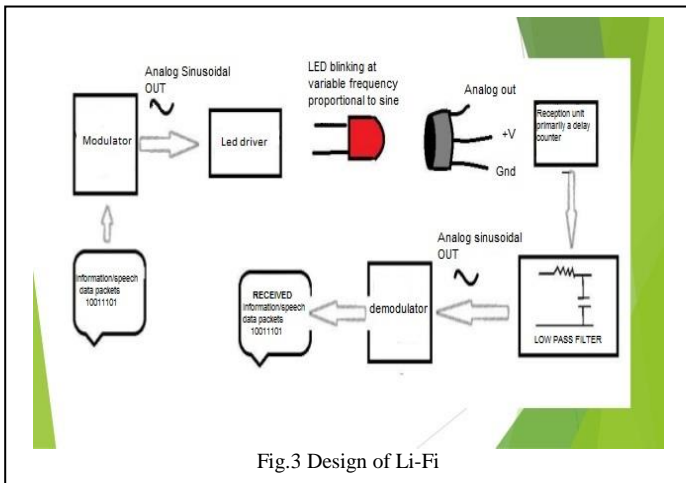 Analog Sinusoidal
OUT
LED blinking at
variable frequency
proportional to sine
Analog out
+V
Gnd
Reception unit
primarily a delay
counter
Modulator
Led driver
information/speech
data packets
10011101
RECEIVED
information/speech
data packets
10011101
demodulator
Analog sinusoidal
OUT
LOW PASS FILTER
Fig.3 Design of Li-Fi